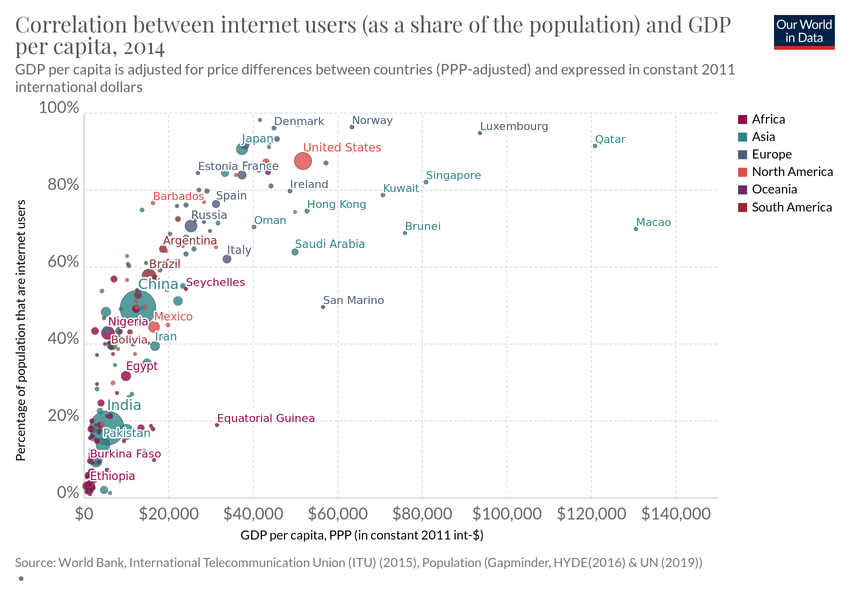 Correlation between internet users (as a share of the population) and GDP
per capita, 2014
Our World
in Data
GDP per capita is adjusted for price differences between countries (PPP-adjusted) and expressed in constant 2011
international dollars
100%
80%
60%
40%
20%
0%
Percentage of population that are internet users
Denmark
Norway
Luxembourg
Japan
Qatar
United States
Estonia
France
Singapore
Ireland
Kuwait
Barbados
Spain
Hong Kong
Russia
Oman
Brunei
Macao
Argentina
Saudi Arabia
Italy
Brazil
China
Seychelles
San Marino
Nigeria
Mexico
Bolivia
Iran
Egypt
India
Equatorial Guinea
Pakistan
Burkina Faso
Ethiopia
$0
$20,000
$40,000
$60,000
$80,000
$100,000
$120,000
$140,000
GDP per capita, PPP (in constant 2011 int-$)
Africa
Asia
Europe
North America
Oceania
South America
Source: World Bank, International Telecommunication Union (ITU) (2015), Population (Gapminder, HYDE(2016) & UN (2019))
•